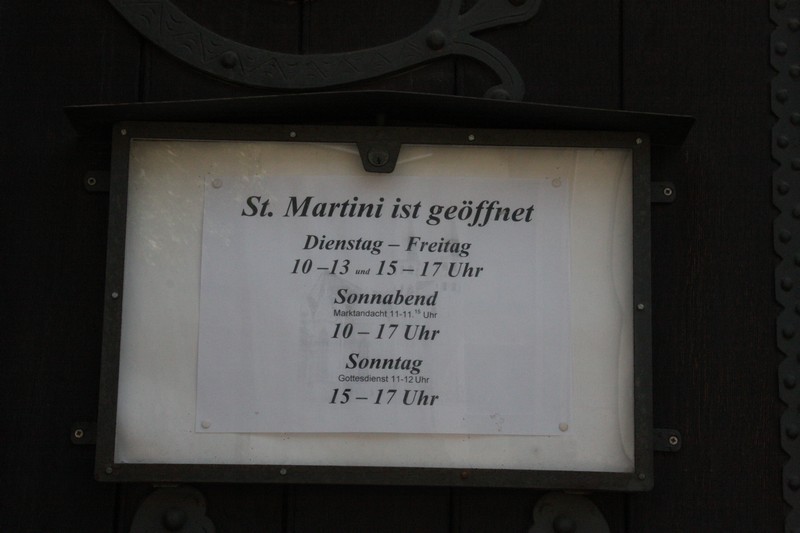 St. Martini ist geöffnet
Dienstag – Freitag
10 –13 und 15 – 17 Uhr
Sonnabend
Marktandacht 11-11.15 Uhr
10 – 17 Uhr
Sonntag
Gottesdienst 11-12 Uhr
15 – 17 Uhr